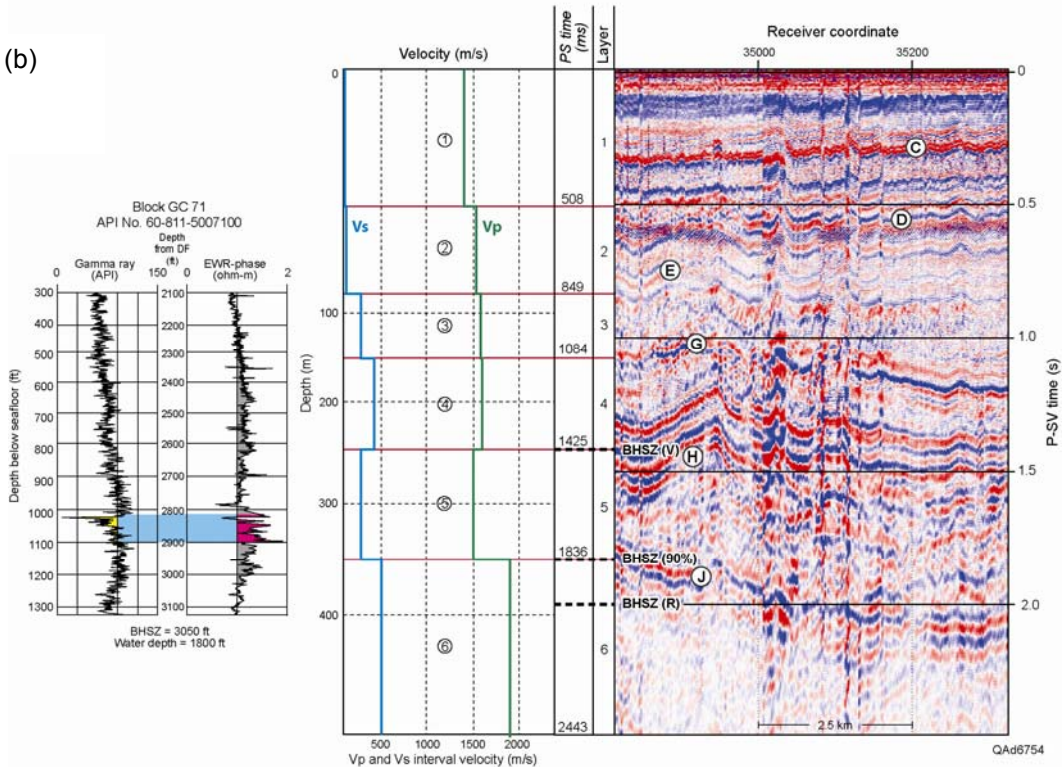 (b)
Block GC 71
API No. 60-811-5007100
Gamma ray
(API)
0 150
Depth
from DF
(ft)
EWR-phase
(ohm-m)
0 2
Depth below seafloor (ft)
300
400
500
600
700
800
900
1000
1100
1200
1300
2100
2200
2300
2400
2500
2600
2700
2800
2900
3000
3100
BHSZ = 3050 ft
Water depth = 1800 ft
Velocity (m/s)
Depth (m)
0
100
200
300
400
Vs
Vp
1
2
3
4
5
6
500 1000 1500 2000
Vp and Vs interval velocity (m/s)
PS time
(ms)
508
849
1084
1425
1836
2443
Layer
1
2
3
4
5
6
BHSZ (V)
BHSZ (90%)
BHSZ (R)
Receiver coordinate
35000 35200
C
D
E
G
H
J
2.5 km
0
0.5
1.0
1.5
2.0
P-SV time (s)
QAd6754